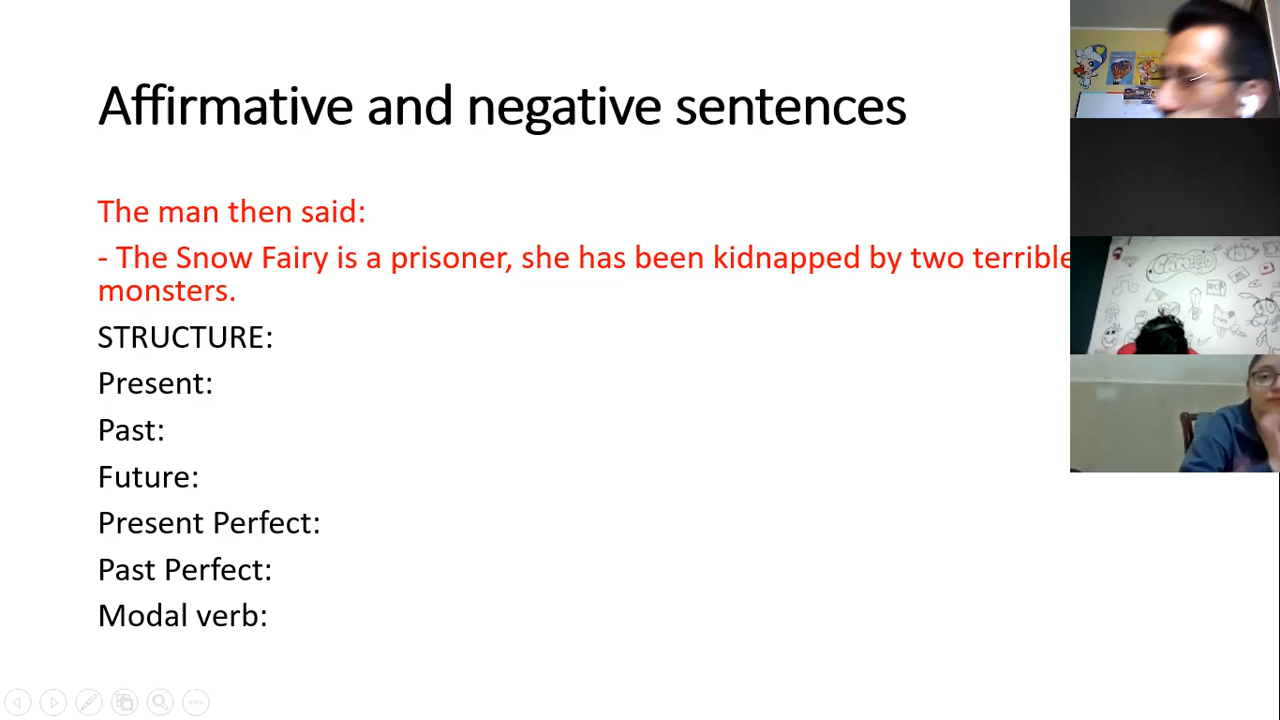 Affirmative and negative sentences
The man then said:
- The Snow Fairy is a prisoner, she has been kidnapped by two terrible
monsters.
STRUCTURE:
Present:
Past:
Future:
Present Perfect:
Past Perfect:
Modal verb: